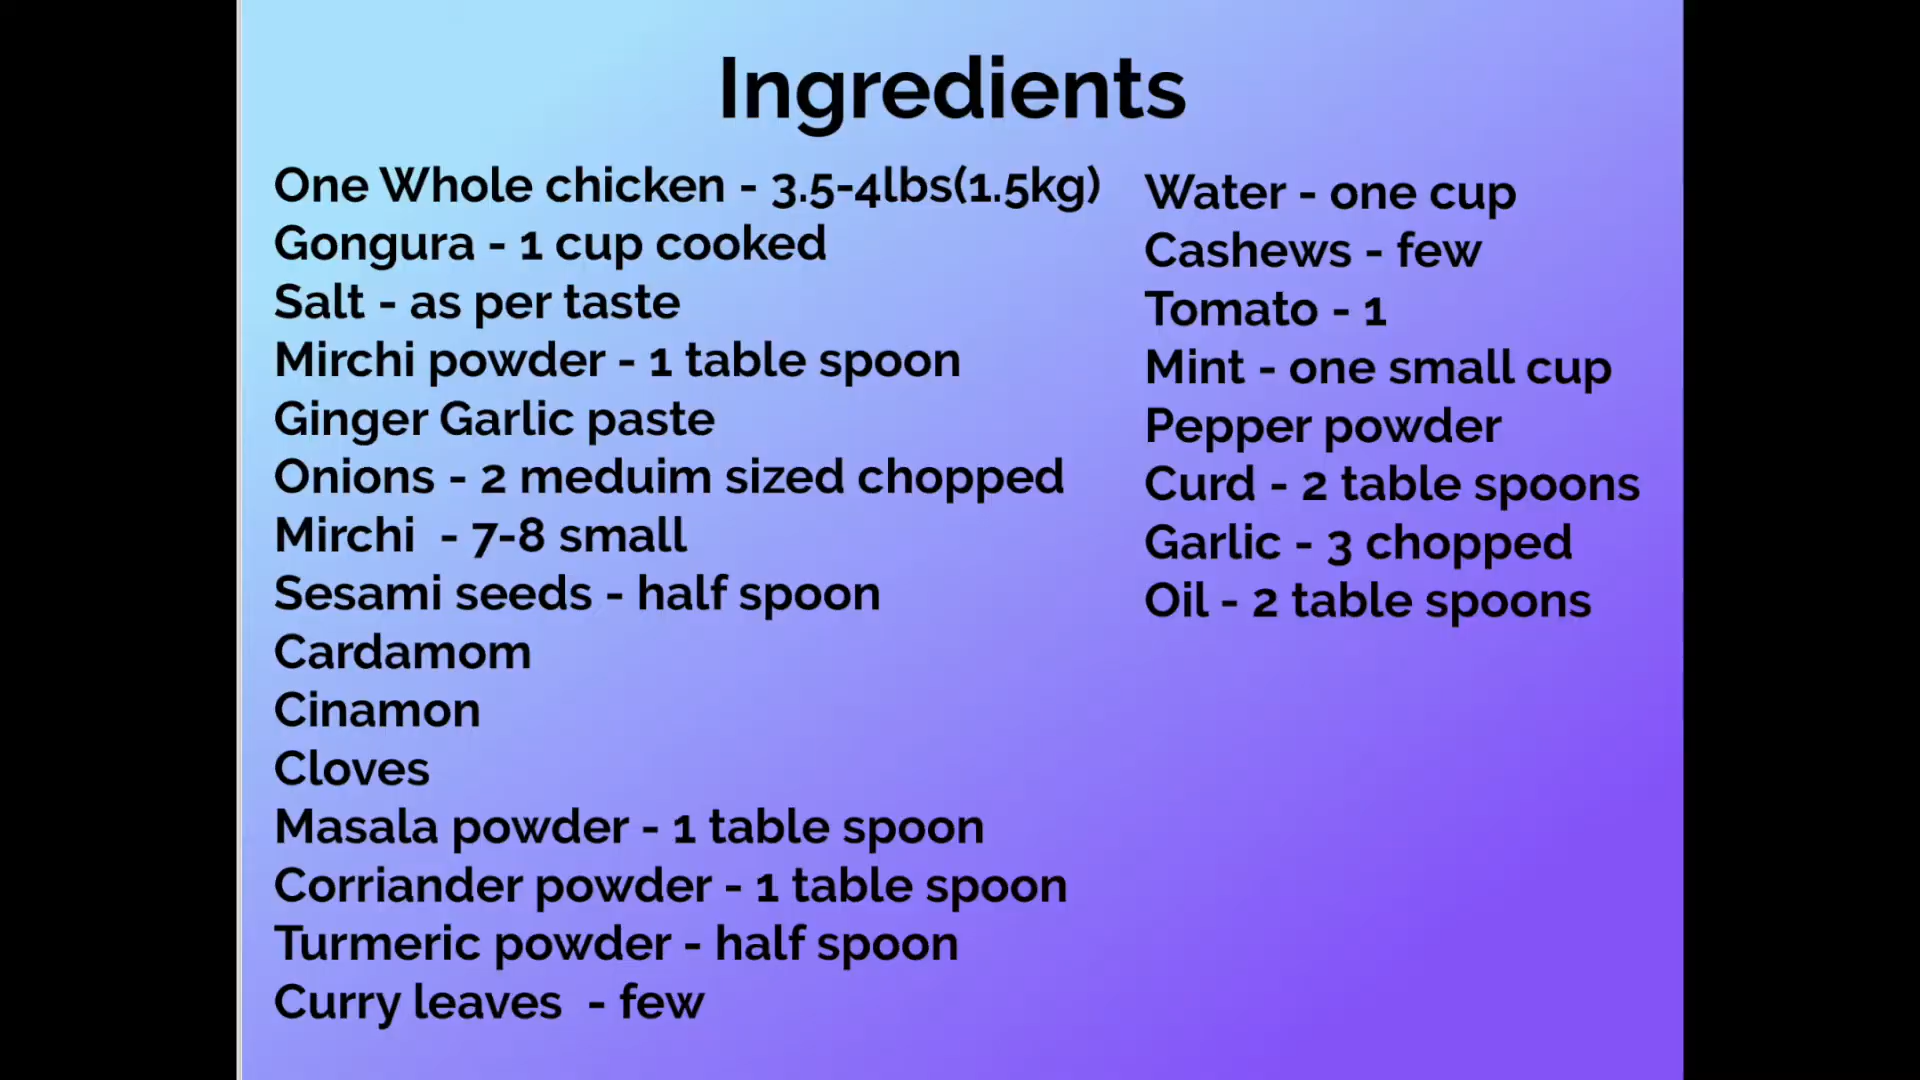 Ingredients
One Whole chicken - 3.5-4lbs(1.5kg)
Gongura - 1 cup cooked
Salt - as per taste
Mirchi powder - 1 table spoon
Ginger Garlic paste
Onions - 2 meduim sized chopped
Mirchi  - 7-8 small
Sesami seeds - half spoon
Cardamom
Cinamon
Cloves
Masala powder - 1 table spoon
Corriander powder - 1 table spoon
Turmeric powder - half spoon
Curry leaves  - few
Water - one cup
Cashews - few
Tomato - 1
Mint - one small cup
Pepper powder
Curd - 2 table spoons
Garlic - 3 chopped
Oil - 2 table spoons